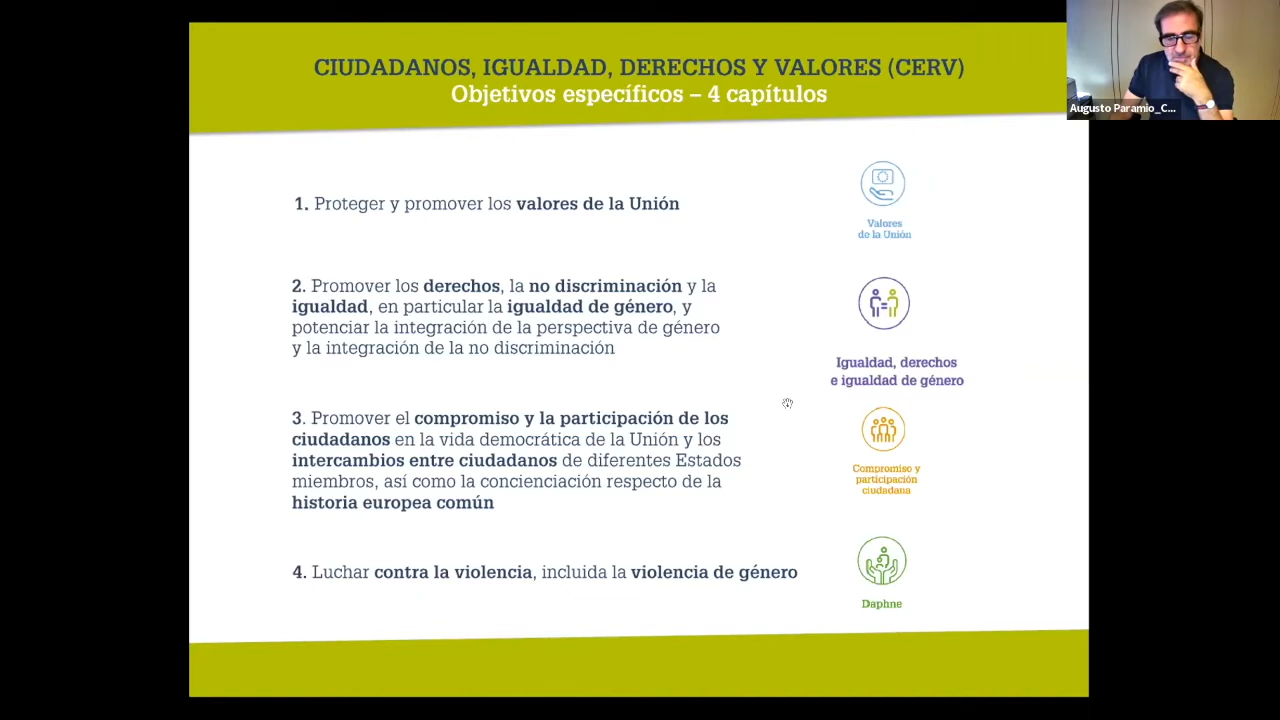 CIUDADANOS, IGUALDAD, DERECHOS Y VALORES (CERV)
Objetivos específicos – 4 capítulos
Augusto Paramio_C...
1. Proteger y promover los valores de la Unión
Valores
de la Unión
2. Promover los derechos, la no discriminación y la
igualdad, en particular la igualdad de género, y
potenciar la integración de la perspectiva de género
y la integración de la no discriminación
Igualdad, derechos
e igualdad de género
3. Promover el compromiso y la participación de los
ciudadanos en la vida democrática de la Unión y los
intercambios entre ciudadanos de diferentes Estados
miembros, así como la concienciación respecto de la
historia europea común
Compromiso y
participación
ciudadana
4. Luchar contra la violencia, incluida la violencia de género
Daphne